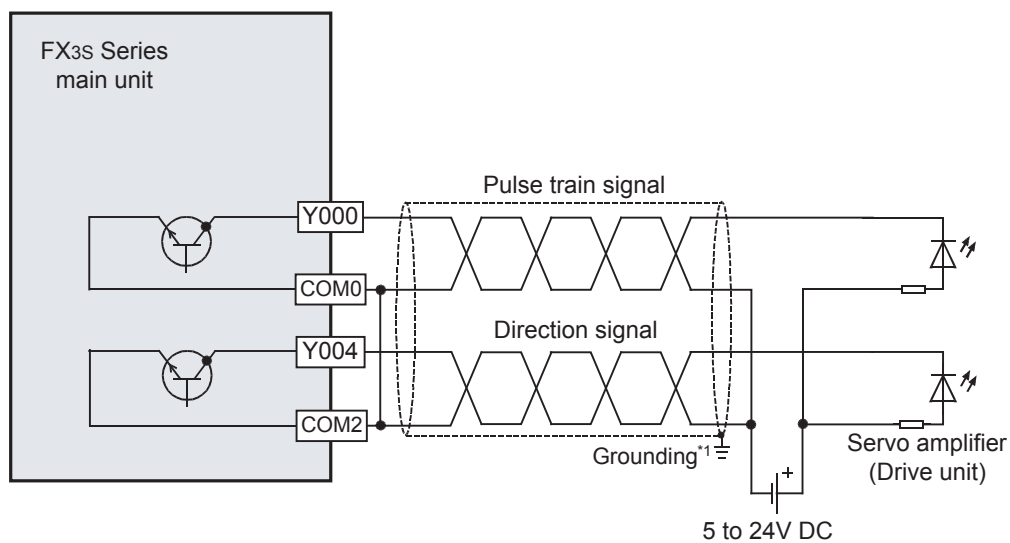 FX3S Series
main unit
Pulse train signal
Y000
COM0
Direction signal
Y004
COM2
Grounding*1
Servo amplifier
(Drive unit)
+
5 to 24V DC